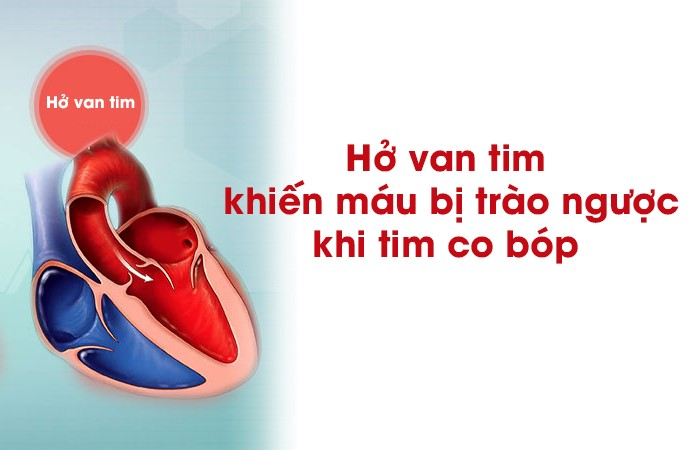 Hở van tim
Hở van tim
khiến máu bị trào ngược
khi tim co bóp